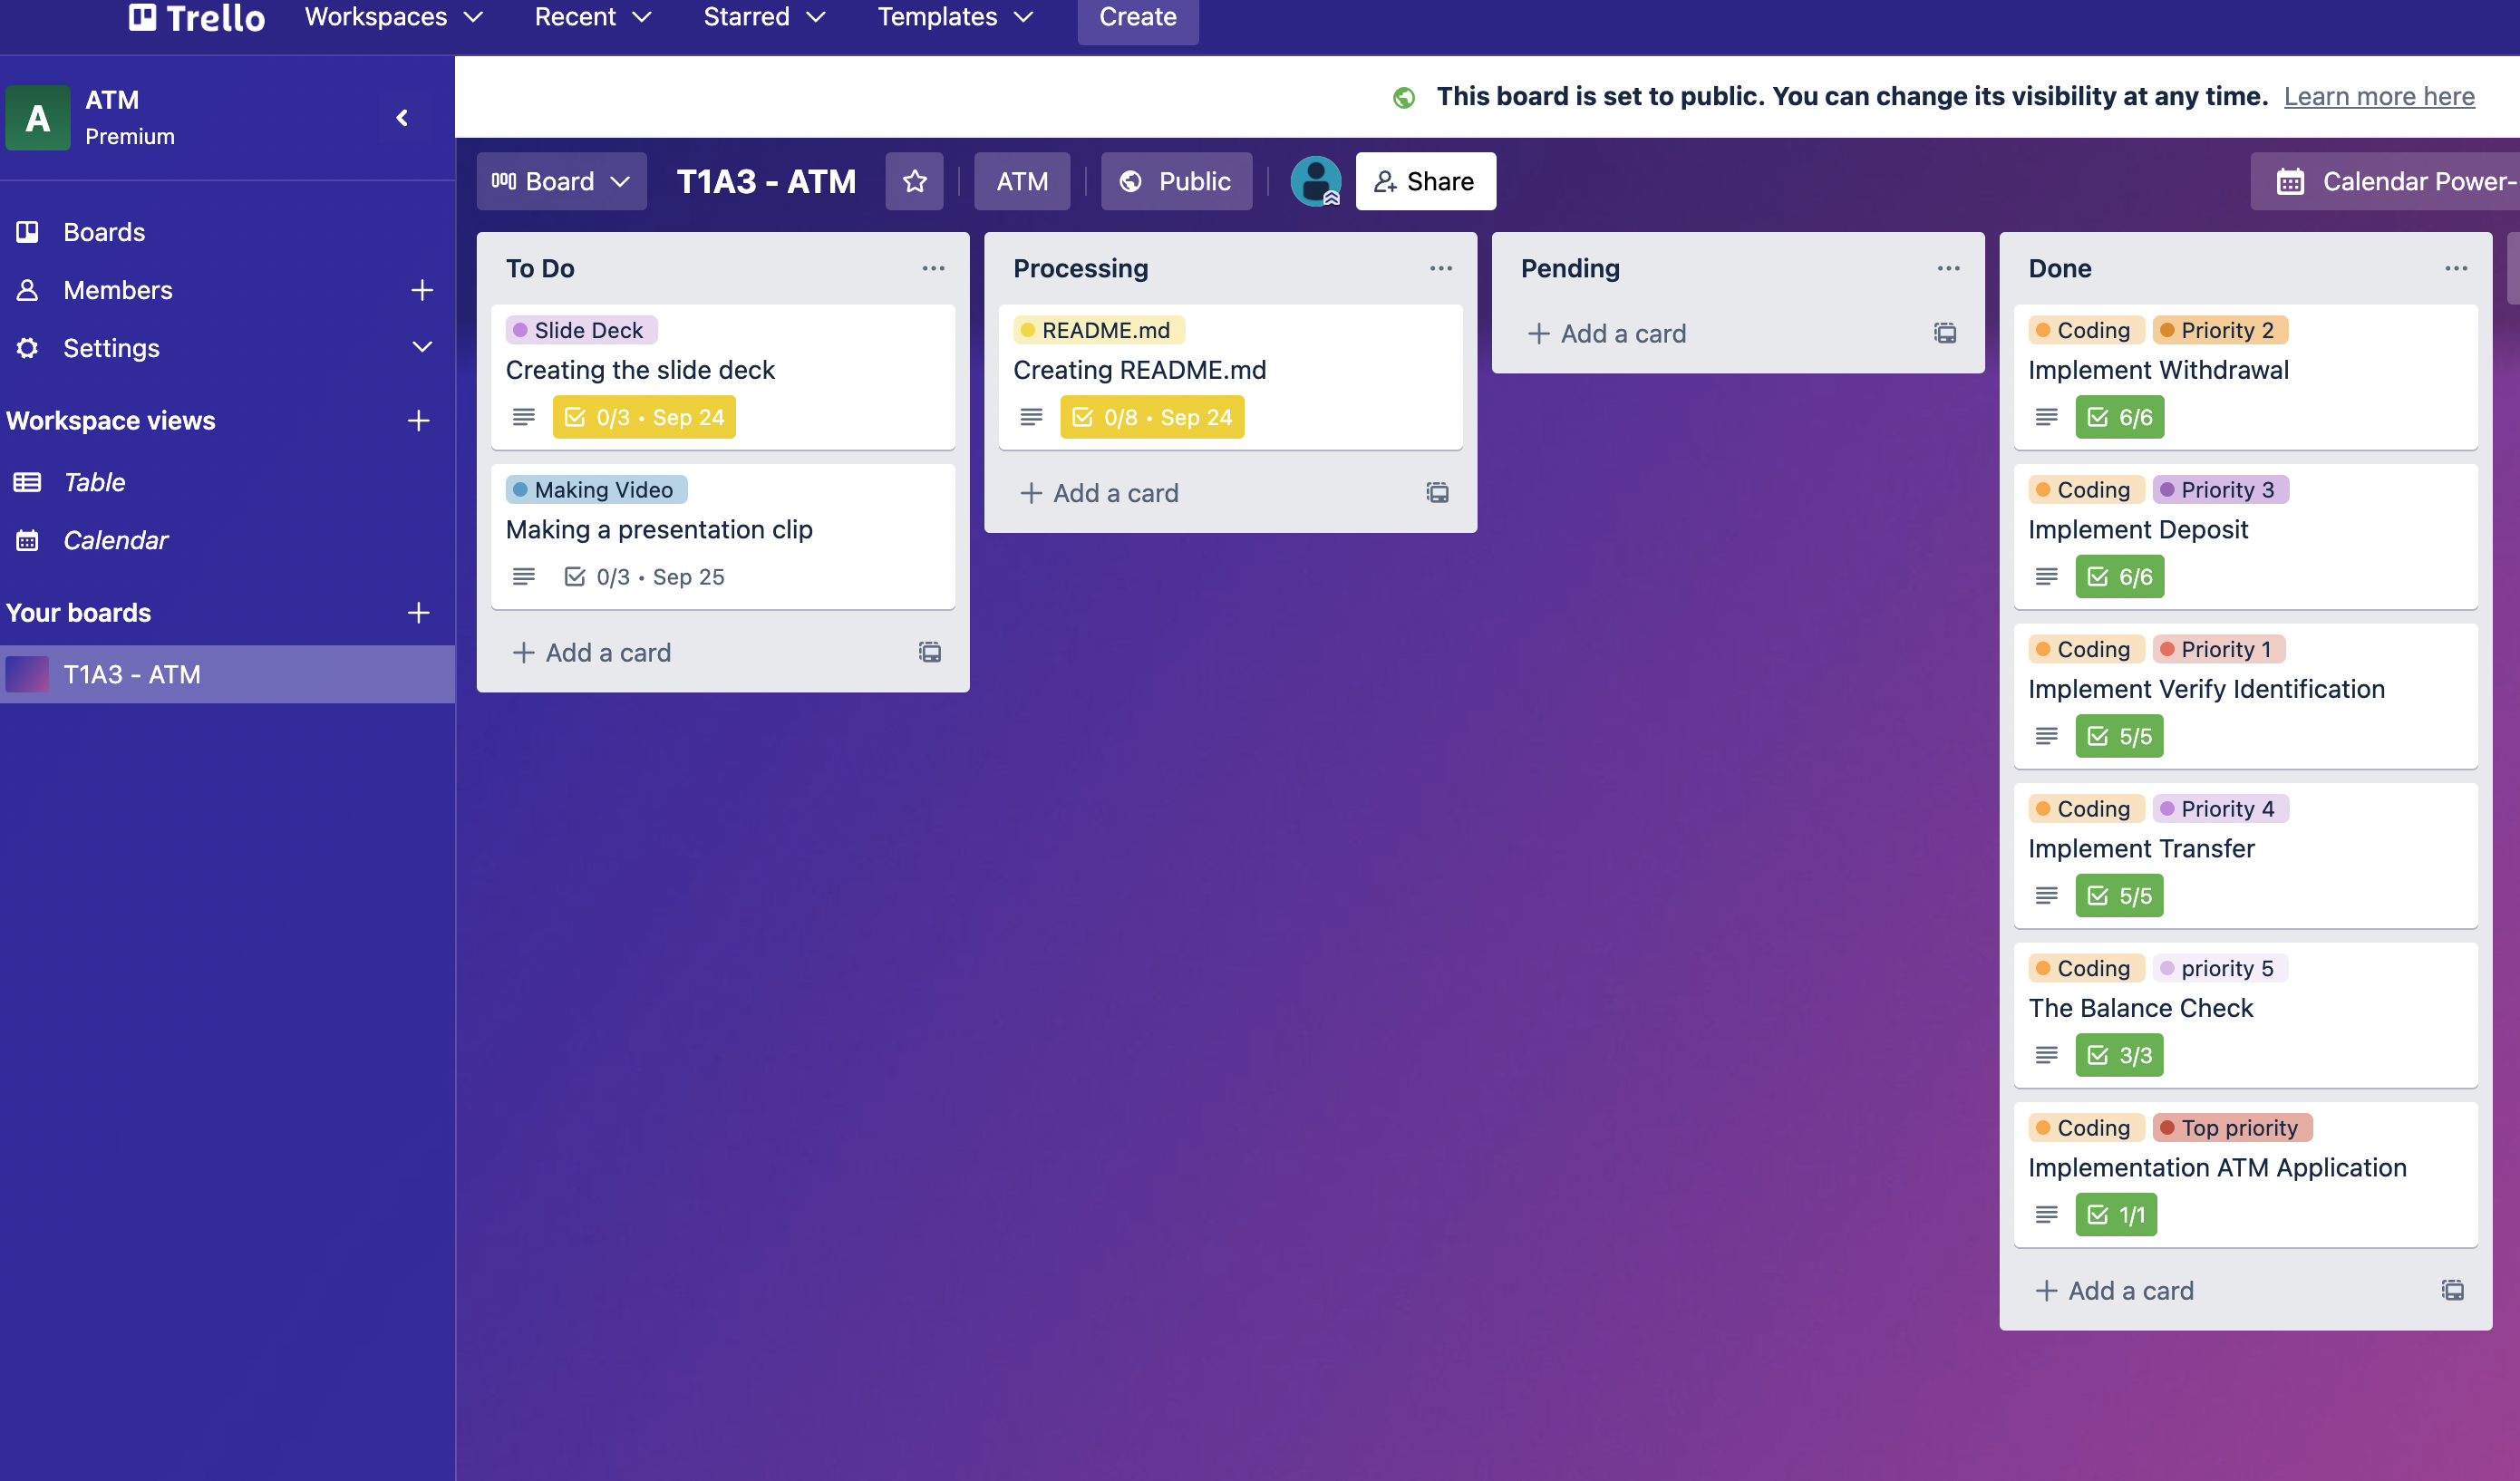 Trello Workspaces Recent Starred Templates Create
A
ATM
Premium
Boards
Members
Settings
Workspace views
Table
Calendar
Your boards
T1A3 - ATM
This board is set to public. You can change its visibility at any time. Learn more here
Board T1A3 - ATM ATM Public Share Calendar Power-
To Do
Slide Deck
Creating the slide deck
0/3 • Sep 24
Making Video
Making a presentation clip
0/3 • Sep 25
Add a card
Processing
README.md
Creating README.md
0/8 • Sep 24
Add a card
Pending
Add a card
Done
Coding Priority 2
Implement Withdrawal
6/6
Coding Priority 3
Implement Deposit
6/6
Coding Priority 1
Implement Verify Identification
5/5
Coding Priority 4
Implement Transfer
5/5
Coding priority 5
The Balance Check
3/3
Coding Top priority
Implementation ATM Application
1/1
Add a card